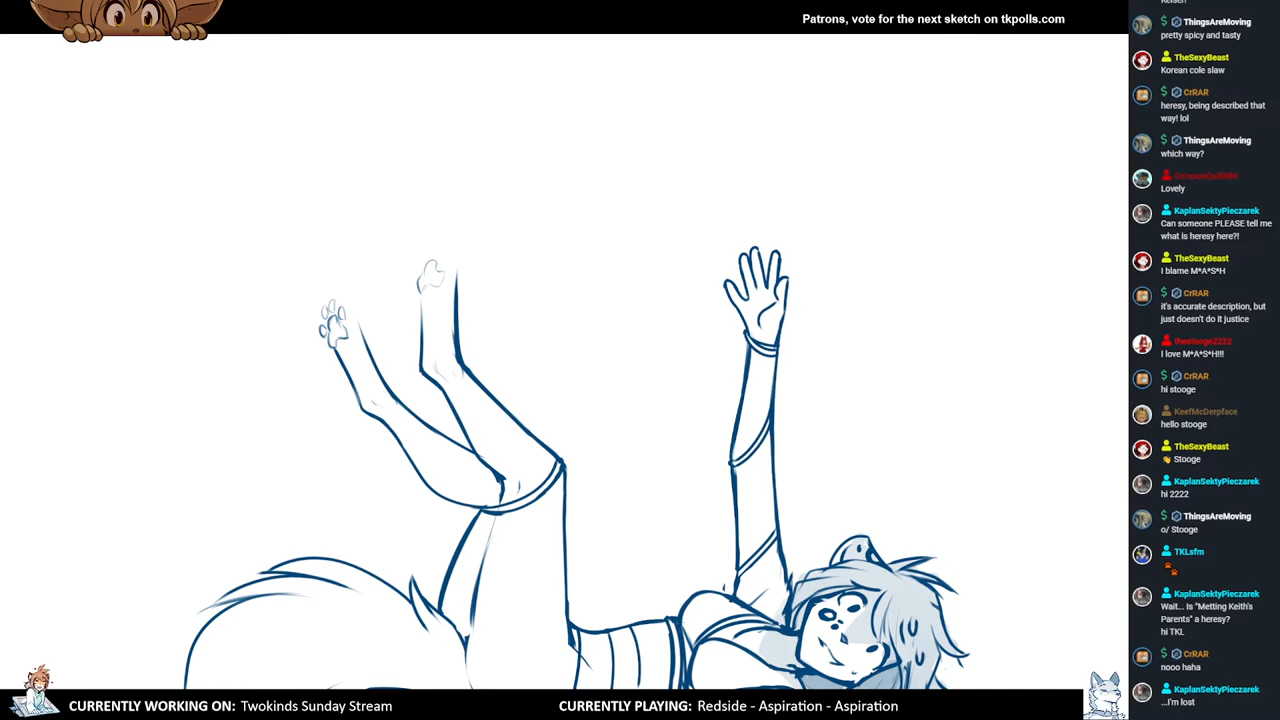 Patrons, vote for the next sketch on tkpolls.com
ThingsAreMoving
pretty spicy and tasty
TheSexyBeast
Korean cole slaw
CrRAR
heresy, being described that
way! lol
ThingsAreMoving
which way?
Lovely
KaplanSektyPieczarek
Can someone PLEASE tell me
what is heresy here?!
TheSexyBeast
I blame M*A*S*H
CrRAR
it's accurate description, but
just doesn't do it justice
thestooge2222
I love M*A*S*H!!!
CrRAR
hi stooge
KeefMcDerpface
hello stooge
TheSexyBeast
👋 Stooge
KaplanSektyPieczarek
hi 2222
ThingsAreMoving
o/ Stooge
TKLsfm
KaplanSektyPieczarek
Wait... Is "Metting Keith's
Parents" a heresy?
hi TKL
CrRAR
nooo haha
KaplanSektyPieczarek
...I'm lost
CURRENTLY WORKING ON: Twokinds Sunday Stream
CURRENTLY PLAYING: Redside - Aspiration - Aspiration